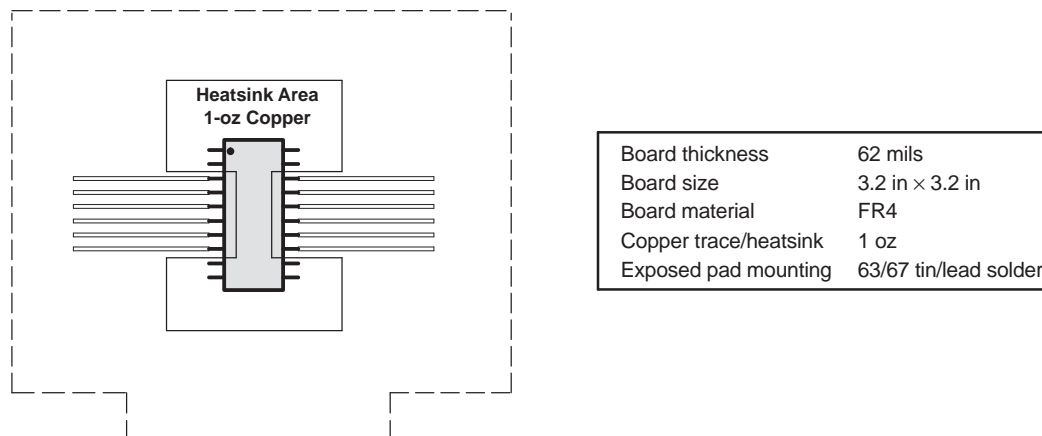 Heatsink Area
1-oz Copper
Board thickness 62 mils
Board size 3.2 in × 3.2 in
Board material FR4
Copper trace/heatsink 1 oz
Exposed pad mounting 63/67 tin/lead solder